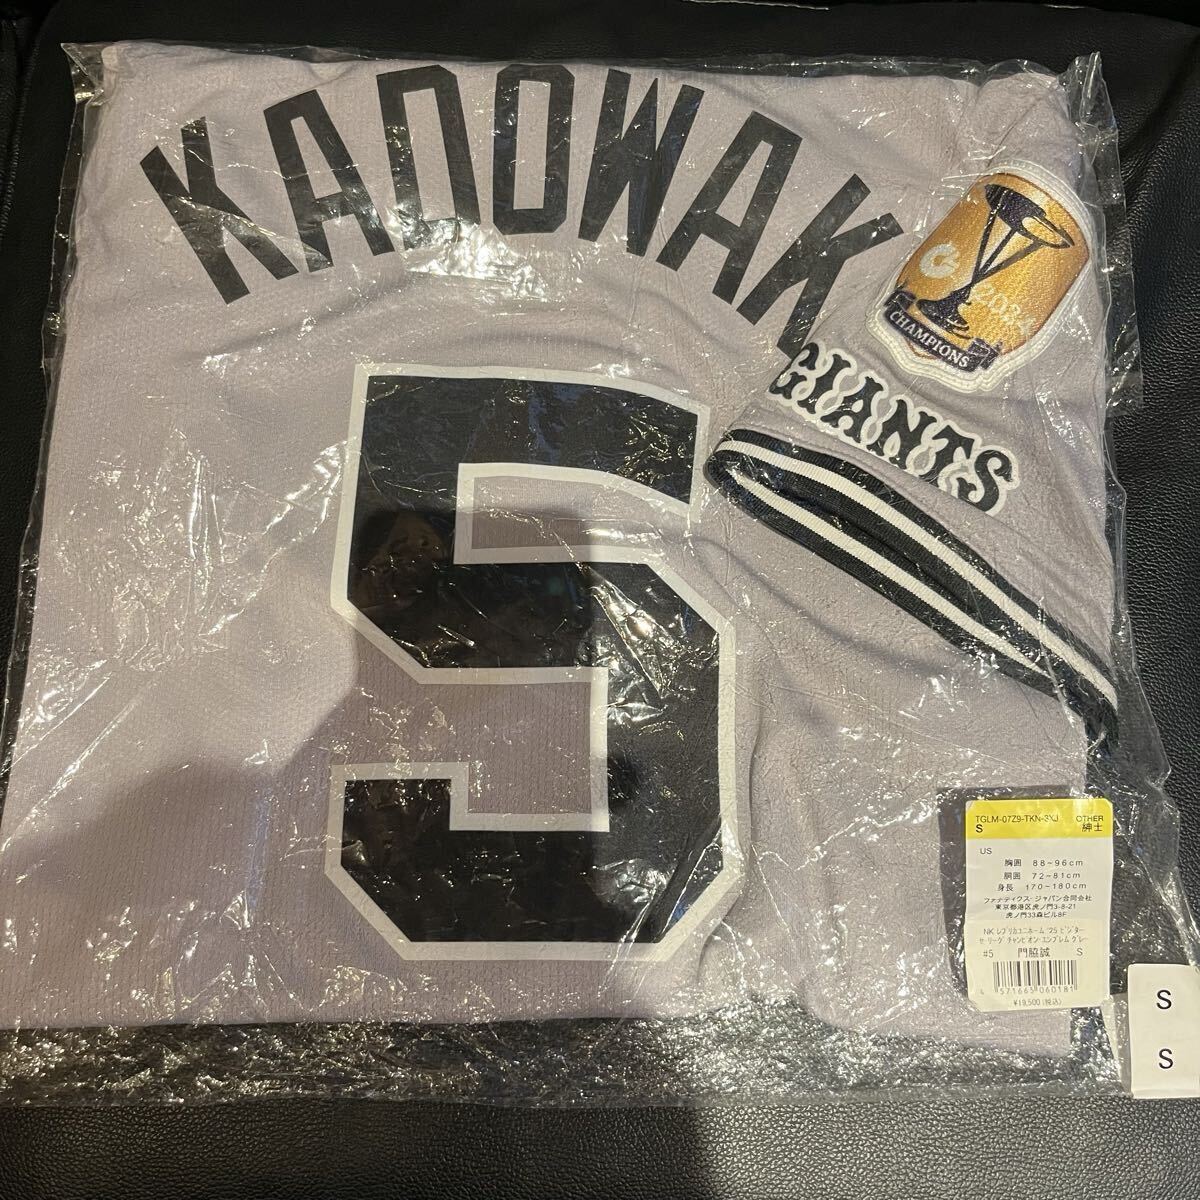 KADOWAK
G
2024
CHAMPIONS
GIANTS
5
TGLM-07Z9-TKN-3XJ OTHER
S 紳士
US
胸囲 88~96cm
胴囲 72~81cm
身長 170~180cm
ファナティクス・ジャパン合同会社
東京都港区虎ノ門3-8-21
虎ノ門33森ビル8F
NK レプリカユニホーム '25 ビジター
セ・リーグ チャンピオン・エンブレム グレー
#5 門脇誠 S
4 571665 060181
¥19,500(税込)
S
S